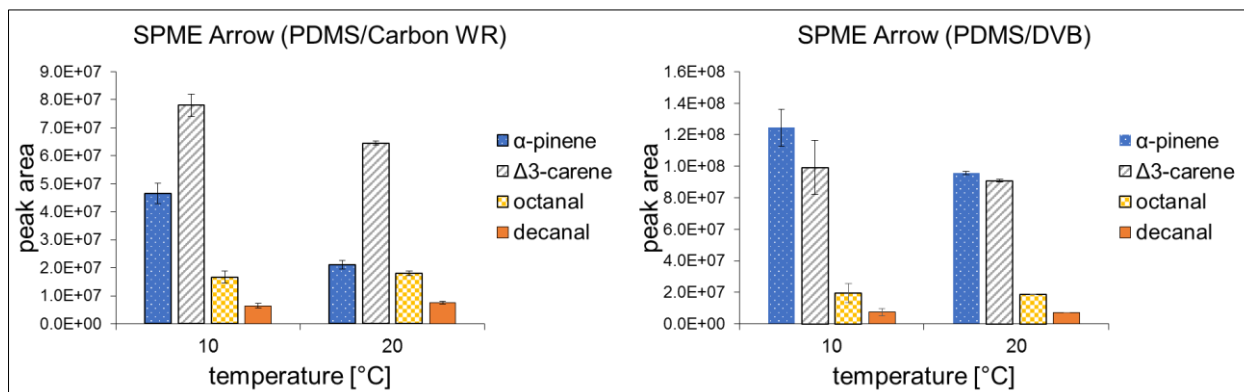 SPME Arrow (PDMS/Carbon WR)
9.0E+07
8.0E+07
7.0E+07
6.0E+07
5.0E+07
4.0E+07
3.0E+07
2.0E+07
1.0E+07
0.0E+00
peak area
10
20
temperature [°C]
α-pinene
Δ3-carene
octanal
decanal
SPME Arrow (PDMS/DVB)
1.6E+08
1.4E+08
1.2E+08
1.0E+08
8.0E+07
6.0E+07
4.0E+07
2.0E+07
0.0E+00
peak area
10
20
temperature [°C]
α-pinene
Δ3-carene
octanal
decanal